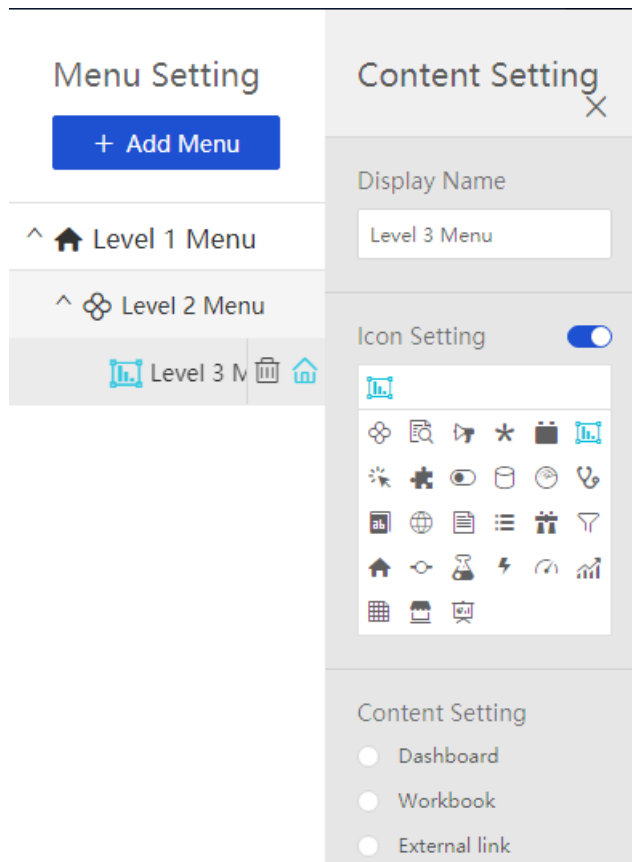 Menu Setting
+ Add Menu
Level 1 Menu
Level 2 Menu
Level 3 M
Content Setting
Display Name
Level 3 Menu
Icon Setting
Content Setting
Dashboard
Workbook
External link